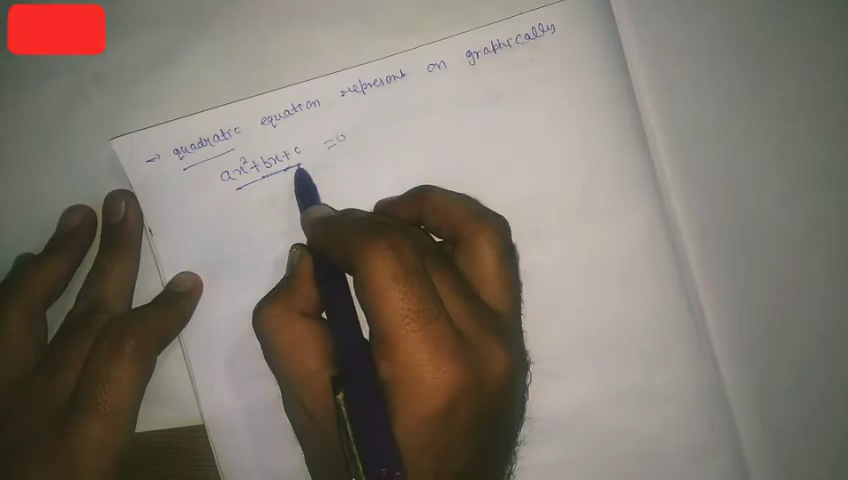 → quadratic equation represent on graphically
ax²+bx+c =0